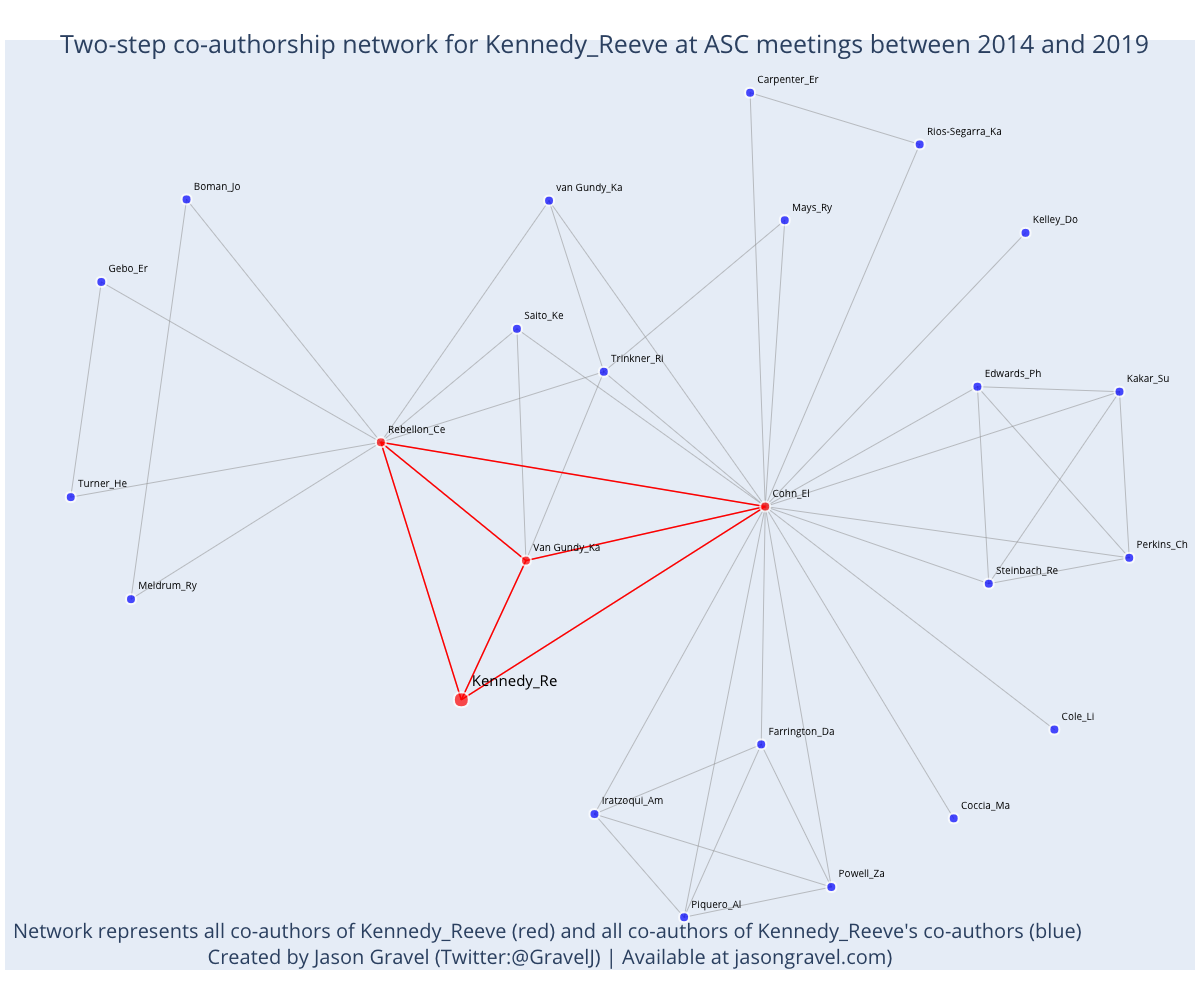 Two-step co-authorship network for Kennedy_Reeve at ASC meetings between 2014 and 2019
Carpenter_Er
Rios-Segarra_Ka
Boman_Jo
van Gundy_Ka
Mays_Ry
Kelley_Do
Gebo_Er
Saito_Ke
Trinkner_Ri
Edwards_Ph
Kakar_Su
Rebellon_Ce
Turner_He
Cohn_El
Van Gundy_Ka
Perkins_Ch
Steinbach_Re
Meldrum_Ry
Kennedy_Re
Cole_Li
Farrington_Da
Iratzoqui_Am
Coccia_Ma
Powell_Za
Piquero_Al
Network represents all co-authors of Kennedy_Reeve (red) and all co-authors of Kennedy_Reeve's co-authors (blue)
Created by Jason Gravel (Twitter:@GravelJ) | Available at jasongravel.com)